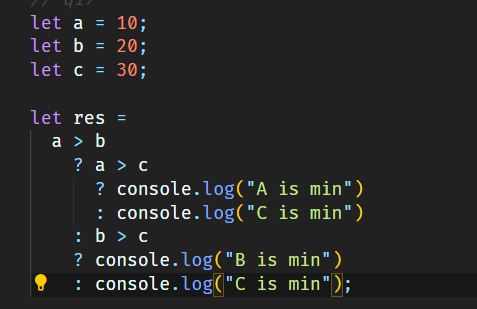 // q17
let a = 10;
let b = 20;
let c = 30;
let res =
a > b
? a > c
? console.log("A is min")
: console.log("C is min")
: b > c
? console.log("B is min")
: console.log("C is min");